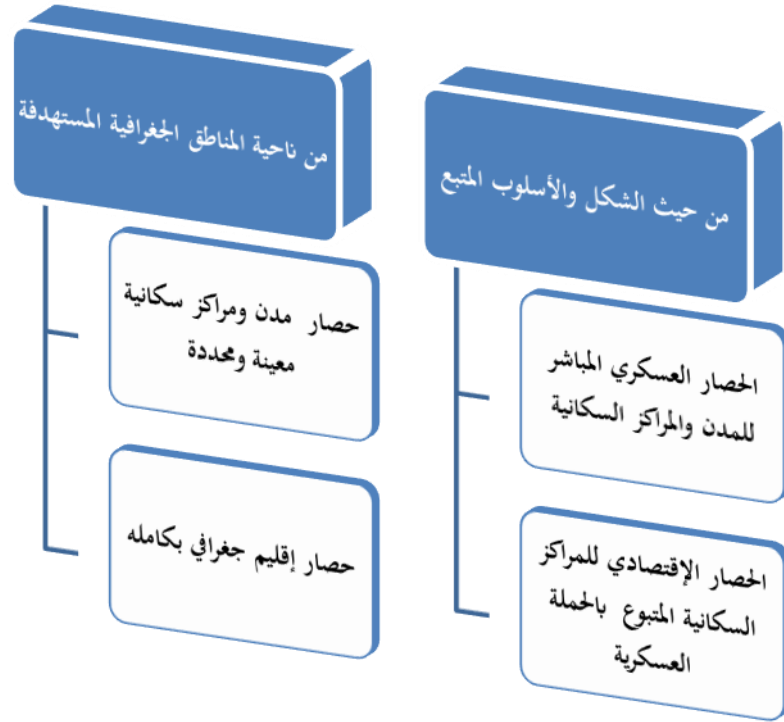 من حيث الشكل والأسلوب المتبع
الحصار العسكري المباشر
للمدن والمراكز السكانية
الحصار الإقتصادي للمراكز
السكانية المتبوع بالحملة
العسكرية
من ناحية المناطق الجغرافية المستهدفة
حصار مدن ومراكز سكانية
معينة ومحددة
حصار إقليم جغرافي بكامله